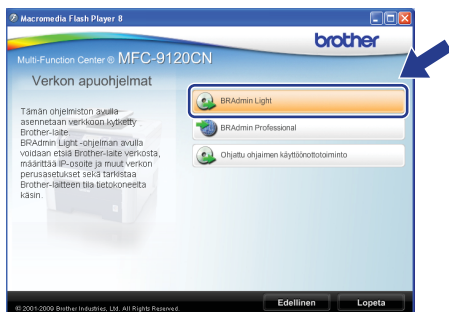 Macromedia Flash Player 8
brother
Multi-Function Center ® MFC-9120CN
Verkon apuohjelmat
Tämän ohjelmiston avulla
asennetaan verkkoon kytketty
Brother-laite.
BRAdmin Light -ohjelman avulla
voidaan etsiä Brother-laite verkosta,
määrittää IP-osoite ja muut verkon
perusasetukset sekä tarkistaa
Brother-laitteen tila tietokoneelta
käsin.
BRAdmin Light
BRAdmin Professional
Ohjattu ohjaimen käyttöönottotoiminto
© 2001-2009 Brother Industries, Ltd. All Rights Reserved.
Edellinen
Lopeta